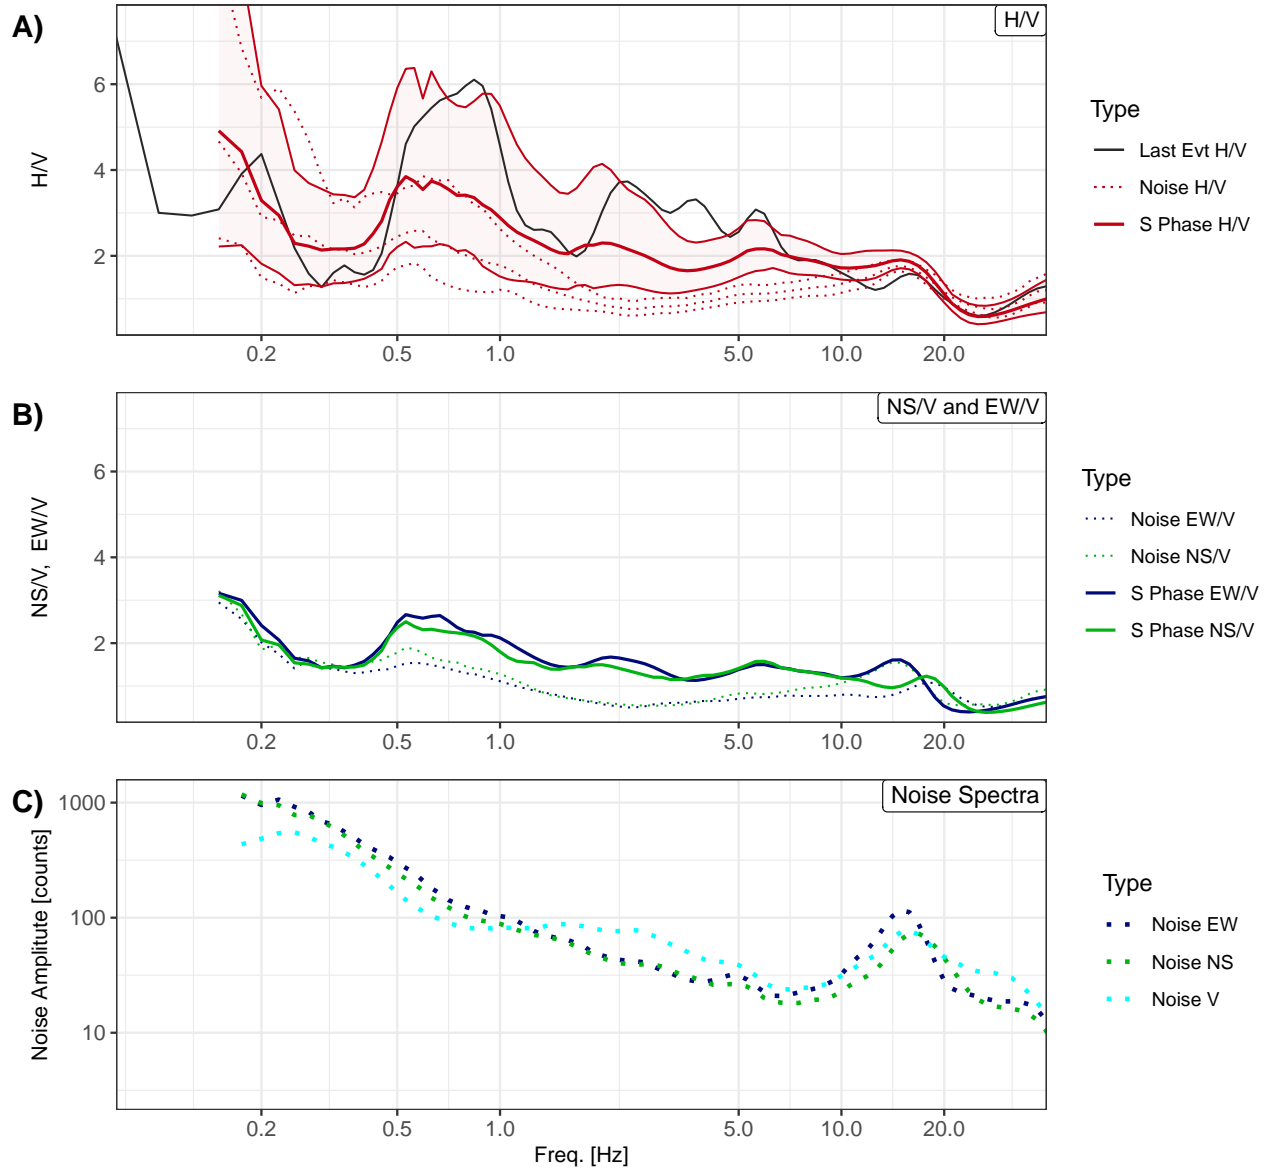 A)
H/V
H/V
6
4
2
0.2 0.5 1.0 5.0 10.0 20.0
Type
Last Evt H/V
Noise H/V
S Phase H/V
B)
NS/V and EW/V
NS/V, EW/V
6
4
2
0.2 0.5 1.0 5.0 10.0 20.0
Type
Noise EW/V
Noise NS/V
S Phase EW/V
S Phase NS/V
C)
Noise Spectra
Noise Amplitute [counts]
1000
100
10
0.2 0.5 1.0 5.0 10.0 20.0
Freq. [Hz]
Type
Noise EW
Noise NS
Noise V